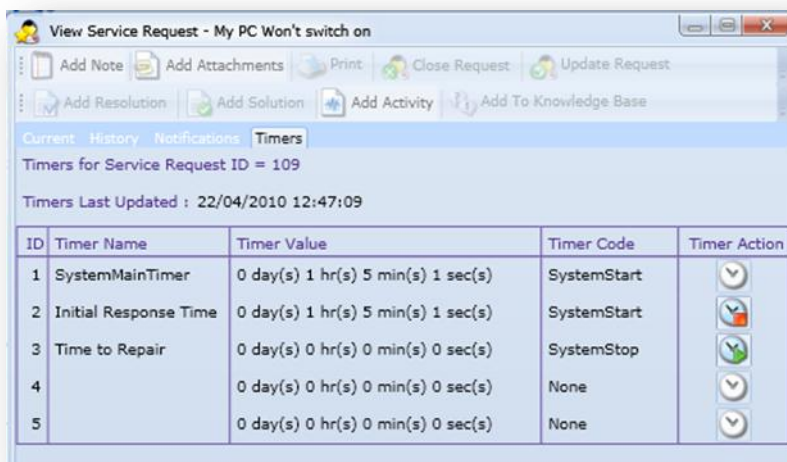 View Service Request - My PC Won't switch on
Add Note Add Attachments Print Close Request Update Request
Add Resolution Add Solution Add Activity Add To Knowledge Base
Current History Notifications Timers
Timers for Service Request ID = 109
Timers Last Updated : 22/04/2010 12:47:09
ID Timer Name Timer Value Timer Code Timer Action
1 SystemMainTimer 0 day(s) 1 hr(s) 5 min(s) 1 sec(s) SystemStart
2 Initial Response Time 0 day(s) 1 hr(s) 5 min(s) 1 sec(s) SystemStart
3 Time to Repair 0 day(s) 0 hr(s) 0 min(s) 0 sec(s) SystemStop
4 0 day(s) 0 hr(s) 0 min(s) 0 sec(s) None
5 0 day(s) 0 hr(s) 0 min(s) 0 sec(s) None